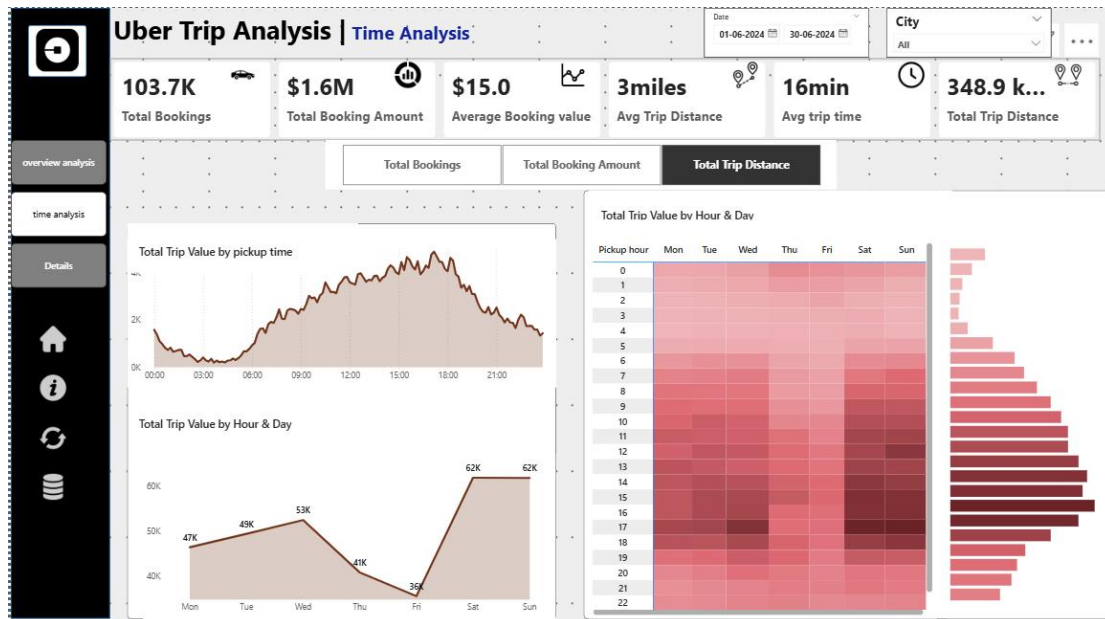 Uber Trip Analysis | Time Analysis
Date
01-06-2024 30-06-2024
City
All
103.7K
Total Bookings
$1.6M
Total Booking Amount
$15.0
Average Booking value
3miles
Avg Trip Distance
16min
Avg trip time
348.9 k...
Total Trip Distance
overview analysis
time analysis
Details
Total Bookings
Total Booking Amount
Total Trip Distance
Total Trip Value by pickup time
4K
2K
0K
00:00 03:00 06:00 09:00 12:00 15:00 18:00 21:00
Total Trip Value by Hour & Day
60K
50K
40K
47K
49K
53K
41K
36K
62K
62K
Mon Tue Wed Thu Fri Sat Sun
Total Trip Value by Hour & Day
Pickup hour Mon Tue Wed Thu Fri Sat Sun
0
1
2
3
4
5
6
7
8
9
10
11
12
13
14
15
16
17
18
19
20
21
22